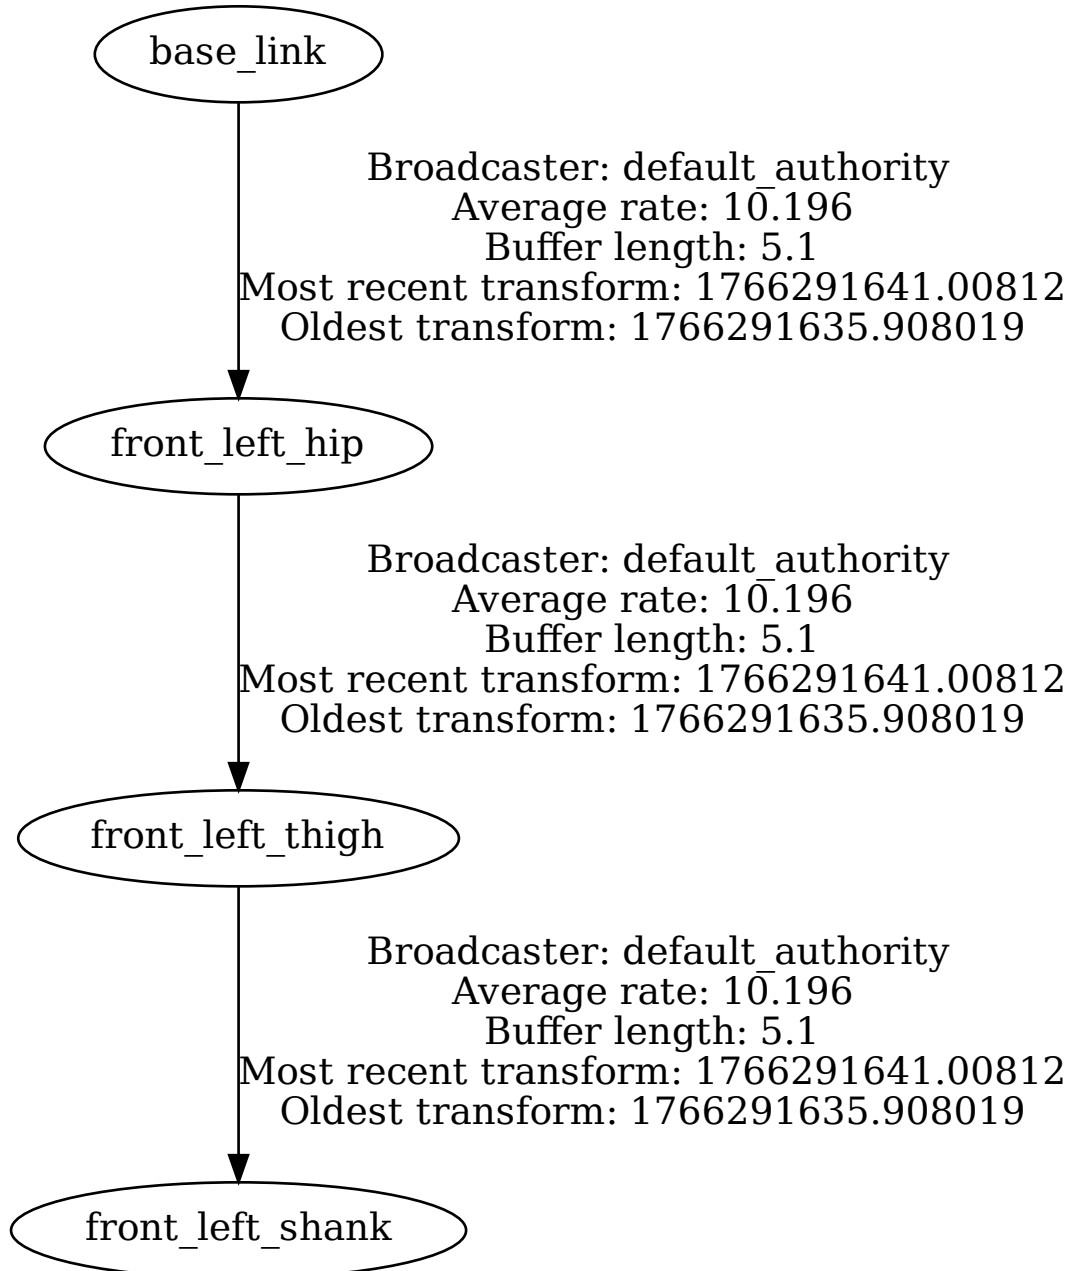 base_link
Broadcaster: default_authority
Average rate: 10.196
Buffer length: 5.1
Most recent transform: 1766291641.00812
Oldest transform: 1766291635.908019
front_left_hip
Broadcaster: default_authority
Average rate: 10.196
Buffer length: 5.1
Most recent transform: 1766291641.00812
Oldest transform: 1766291635.908019
front_left_thigh
Broadcaster: default_authority
Average rate: 10.196
Buffer length: 5.1
Most recent transform: 1766291641.00812
Oldest transform: 1766291635.908019
front_left_shank